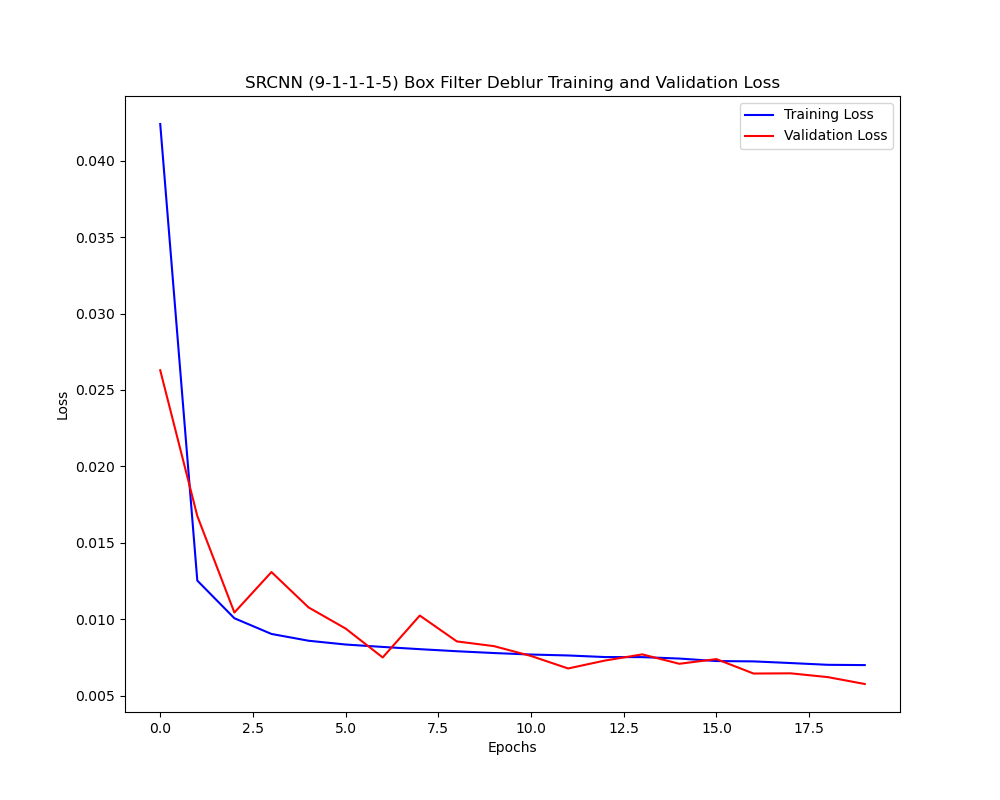 SRCNN (9-1-1-1-5) Box Filter Deblur Training and Validation Loss
Training Loss
Validation Loss
0.040
0.035
0.030
0.025
0.020
0.015
0.010
0.005
Loss
0.0 2.5 5.0 7.5 10.0 12.5 15.0 17.5
Epochs